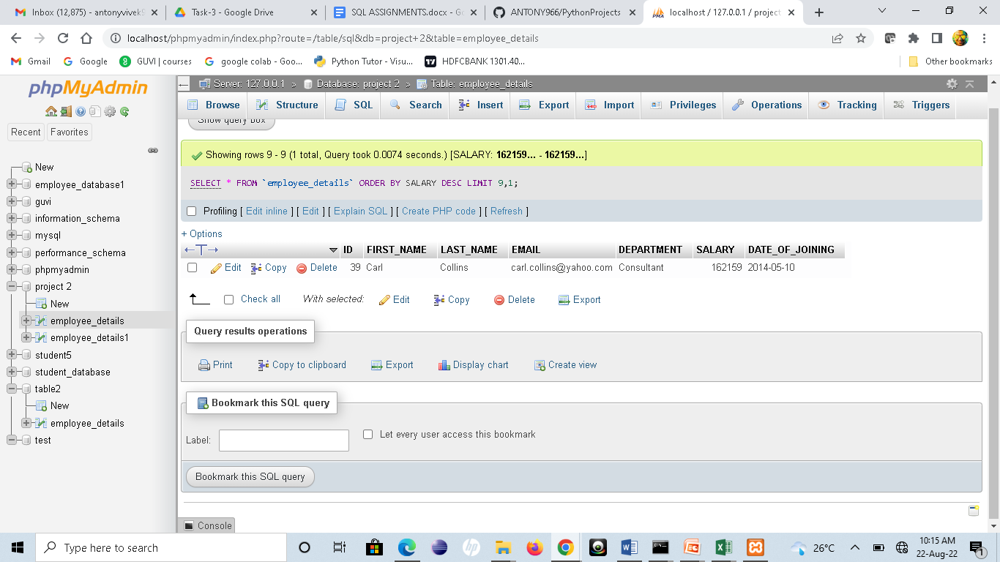 Inbox (12,875) - antonyvivek5
Task-3 - Google Drive
SQL ASSIGNMENTS.docx - Go
ANTONY966/PythonProjects
localhost / 127.0.0.1 / project
localhost/phpmyadmin/index.php?route=/table/sql&db=project+2&table=employee_details
Gmail
Google
GUVI | courses
google colab - Goo...
Python Tutor - Visu...
HDFCBANK 1301.40...
Other bookmarks
phpMyAdmin
Recent
Favorites
New
employee_database1
guvi
information_schema
mysql
performance_schema
phpmyadmin
project 2
New
employee_details
employee_details1
student5
student_database
table2
New
employee_details
test
Server: 127.0.0.1
Database: project 2
Table: employee_details
Browse
Structure
SQL
Search
Insert
Export
Import
Privileges
Operations
Tracking
Triggers
Show query box
Showing rows 9 - 9 (1 total, Query took 0.0074 seconds.) [SALARY: 162159... - 162159...]
SELECT * FROM `employee_details` ORDER BY SALARY DESC LIMIT 9,1;
Profiling [ Edit inline ] [ Edit ] [ Explain SQL ] [ Create PHP code ] [ Refresh ]
+ Options
←T→ ID FIRST_NAME LAST_NAME EMAIL DEPARTMENT SALARY DATE_OF_JOINING
Edit Copy Delete 39 Carl Collins carl.collins@yahoo.com Consultant 162159 2014-05-10
Check all With selected: Edit Copy Delete Export
Query results operations
Print Copy to clipboard Export Display chart Create view
Bookmark this SQL query
Label:
Let every user access this bookmark
Bookmark this SQL query
Console
Type here to search
26°C
10:15 AM
22-Aug-22
1